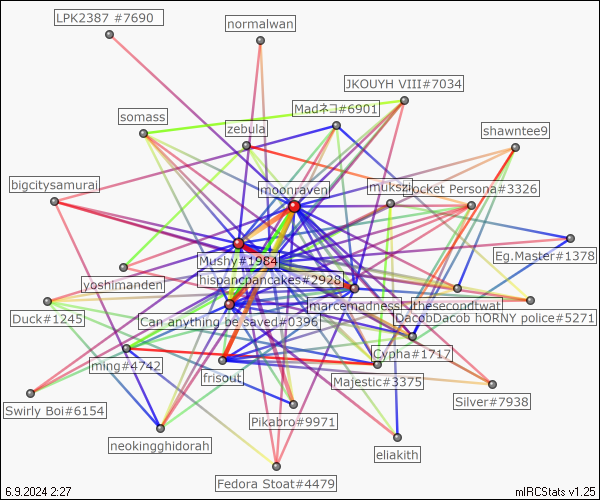 LPK2387 #7690
normalwan
JKOUYH VIII#7034
Madネコ#6901
somass
zebula
shawntee9
bigcitysamurai
moonraven
mukszi
Rocket Persona#3326
Mushy#1984
Eg.Master#1378
yoshimanden
hispancpancakes#2928
marcemadness
thesecondtwat
Duck#1245
Can anything be saved#0396
DacobDacob hORNY police#5271
ming#4742
frisout
Cypha#1717
Majestic#3375
Swirly Boi#6154
Silver#7938
Pikabro#9971
neokingghidorah
eliakith
Fedora Stoat#4479
6.9.2024 2:27
mIRCStats v1.25